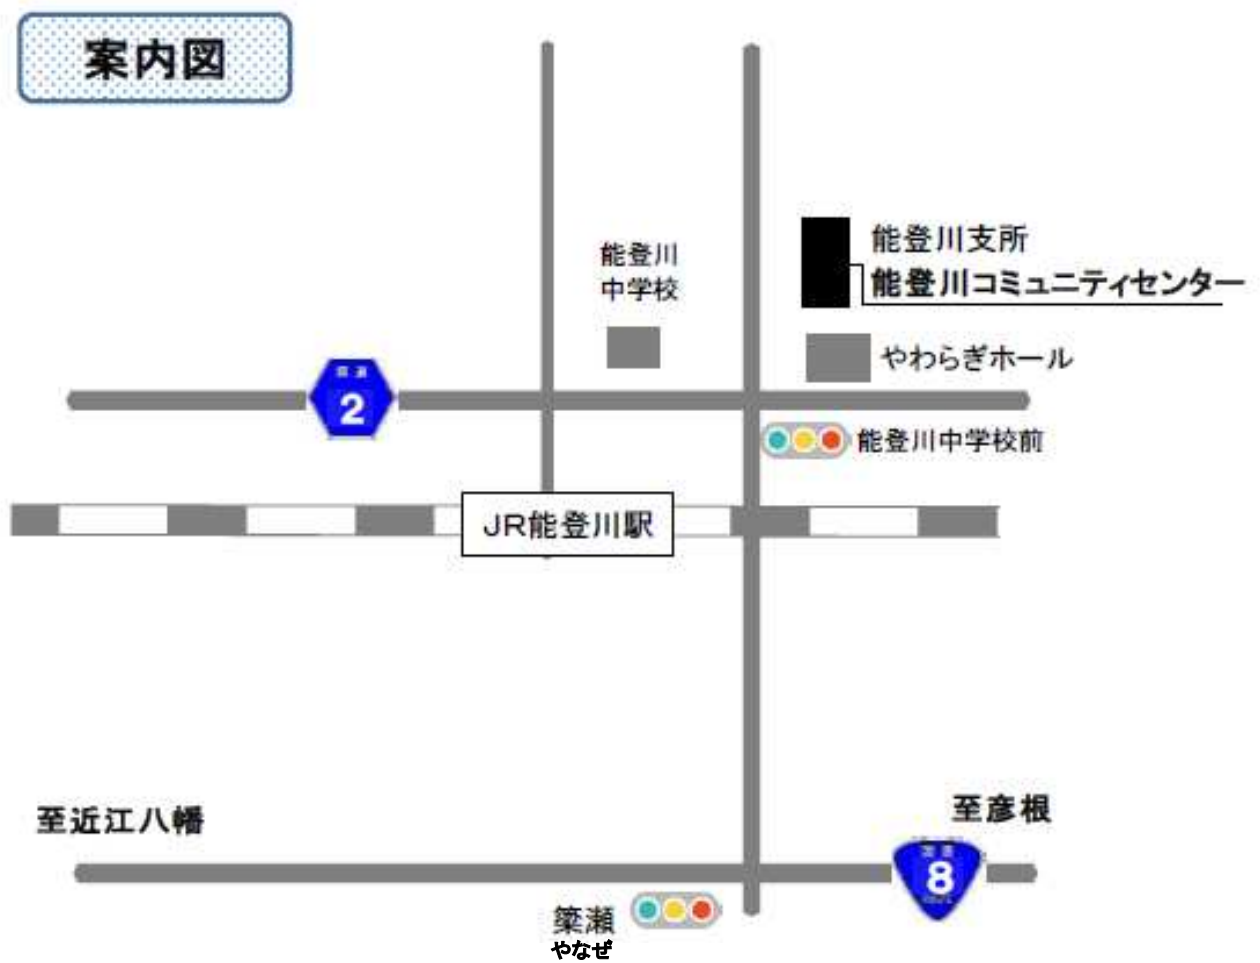 案内図
能登川
中学校
能登川支所
能登川コミュニティセンター
やわらぎホール
2
能登川中学校前
JR能登川駅
至近江八幡
至彦根
8
簗瀬
やなぜ